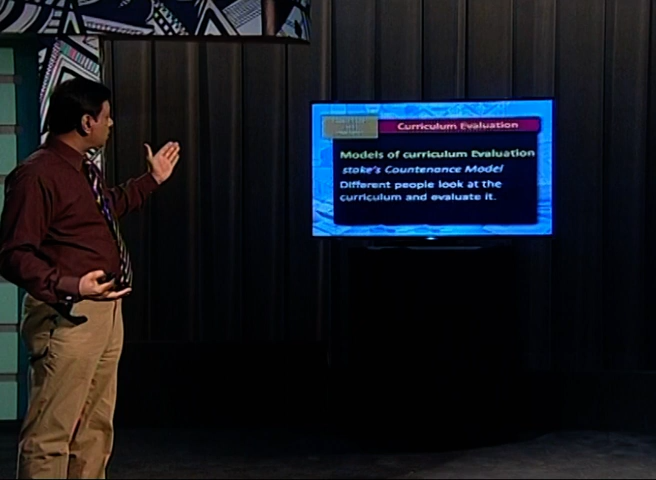 Curriculum Evaluation
Models of curriculum Evaluation
stake's Countenance Model
Different people look at the
curriculum and evaluate it.